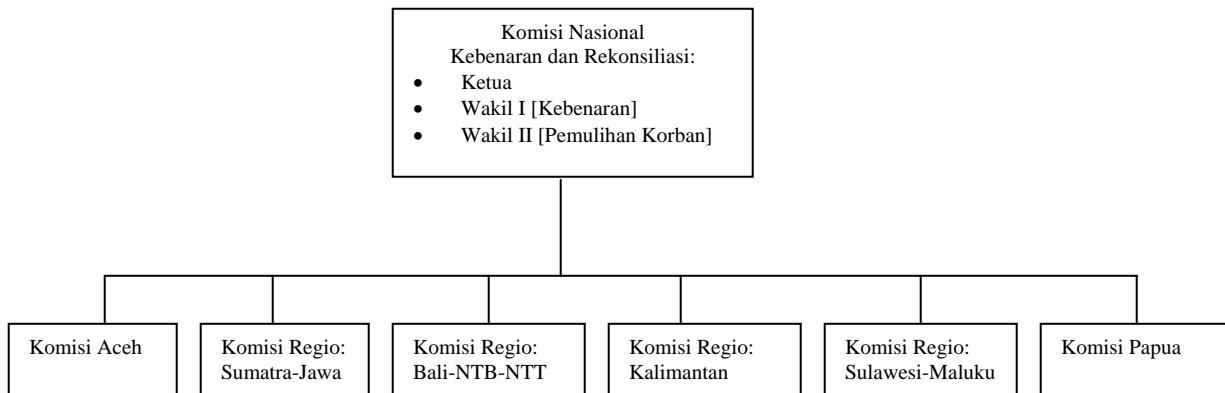 Komisi Nasional
Kebenaran dan Rekonsiliasi:
• Ketua
• Wakil I [Kebenaran]
• Wakil II [Pemulihan Korban]
Komisi Aceh
Komisi Regio:
Sumatra-Jawa
Komisi Regio:
Bali-NTB-NTT
Komisi Regio:
Kalimantan
Komisi Regio:
Sulawesi-Maluku
Komisi Papua